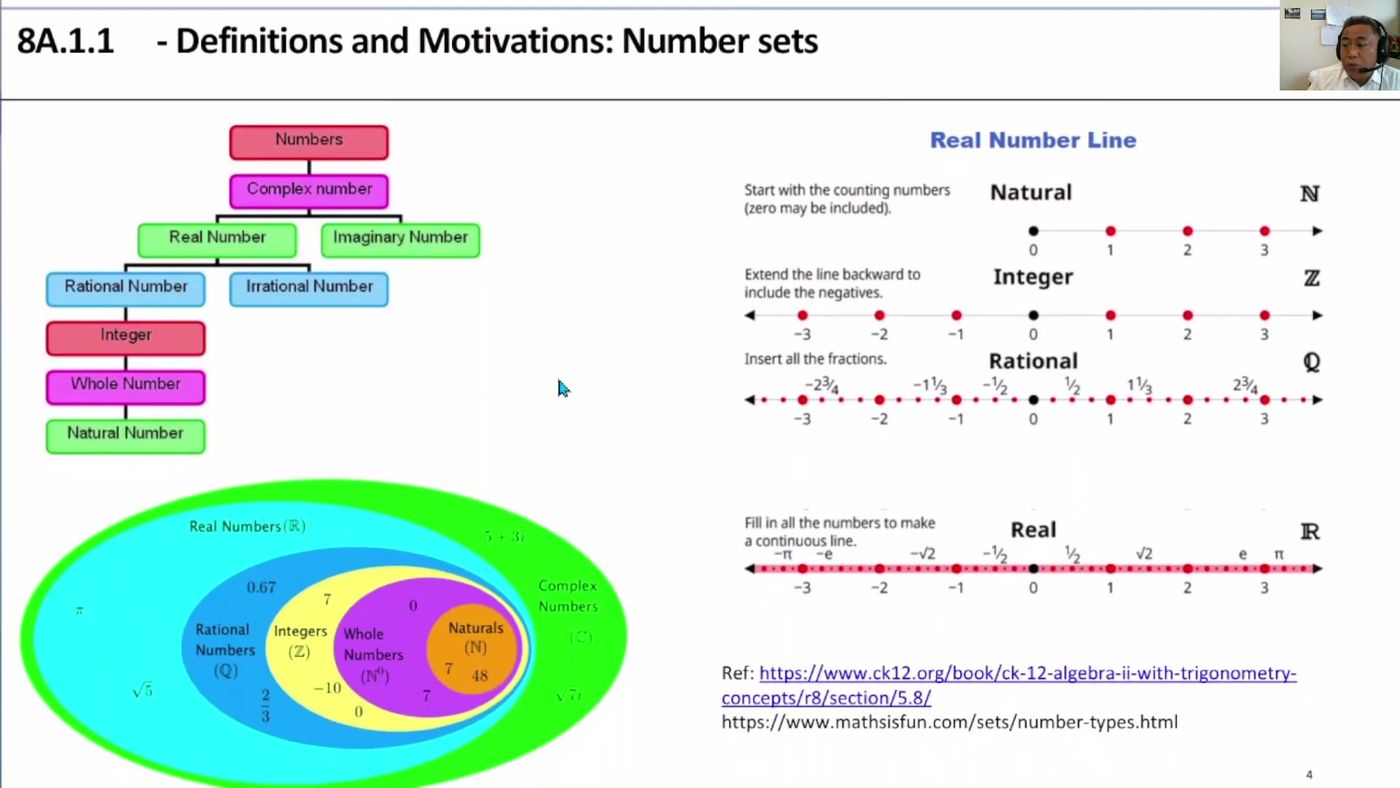 8A.1.1 - Definitions and Motivations: Number sets
Numbers
Complex number
Real Number
Imaginary Number
Rational Number
Irrational Number
Integer
Whole Number
Natural Number
Real Number Line
Start with the counting numbers
(zero may be included).
Natural
ℕ
0 1 2 3
Extend the line backward to
include the negatives.
Integer
ℤ
−3 −2 −1 0 1 2 3
Insert all the fractions.
Rational
ℚ
−2¾ −1⅓ −½ ½ 1⅓ 2¾
−3 −2 −1 0 1 2 3
Fill in all the numbers to make
a continuous line.
Real
ℝ
−π −e −√2 −½ ½ √2 e π
−3 −2 −1 0 1 2 3
Real Numbers(ℝ)
5 + 3i
Complex
Numbers
(ℂ)
√7i
π
√5
0.67
Rational
Numbers
(ℚ)
2/3
7
Integers
(ℤ)
−10
0
0
Whole
Numbers
(ℕ⁰)
7
Naturals
(ℕ)
7 48
Ref: https://www.ck12.org/book/ck-12-algebra-ii-with-trigonometry-
concepts/r8/section/5.8/
https://www.mathsisfun.com/sets/number-types.html
4